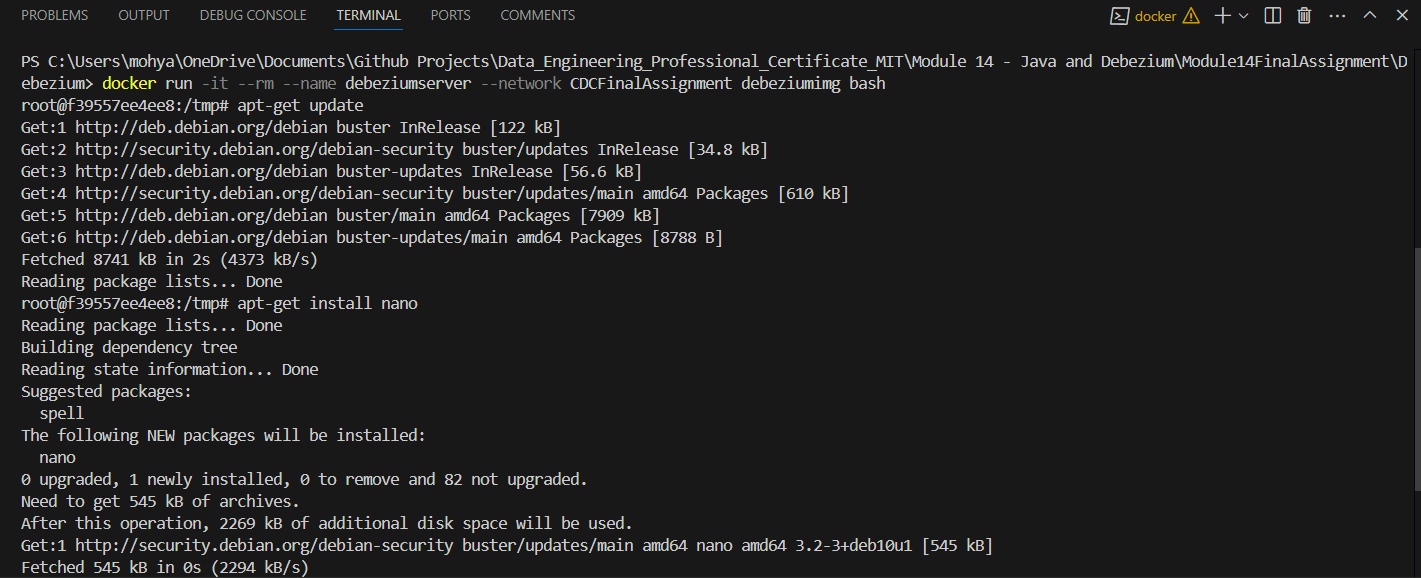 PROBLEMS OUTPUT DEBUG CONSOLE TERMINAL PORTS COMMENTS docker
PS C:\Users\mohya\OneDrive\Documents\Github Projects\Data_Engineering_Professional_Certificate_MIT\Module 14 - Java and Debezium\Module14FinalAssignment\D
ebezium> docker run -it --rm --name debeziumserver --network CDCFinalAssignment debeziumimg bash
root@f39557ee4ee8:/tmp# apt-get update
Get:1 http://deb.debian.org/debian buster InRelease [122 kB]
Get:2 http://security.debian.org/debian-security buster/updates InRelease [34.8 kB]
Get:3 http://deb.debian.org/debian buster-updates InRelease [56.6 kB]
Get:4 http://security.debian.org/debian-security buster/updates/main amd64 Packages [610 kB]
Get:5 http://deb.debian.org/debian buster/main amd64 Packages [7909 kB]
Get:6 http://deb.debian.org/debian buster-updates/main amd64 Packages [8788 B]
Fetched 8741 kB in 2s (4373 kB/s)
Reading package lists... Done
root@f39557ee4ee8:/tmp# apt-get install nano
Reading package lists... Done
Building dependency tree
Reading state information... Done
Suggested packages:
  spell
The following NEW packages will be installed:
  nano
0 upgraded, 1 newly installed, 0 to remove and 82 not upgraded.
Need to get 545 kB of archives.
After this operation, 2269 kB of additional disk space will be used.
Get:1 http://security.debian.org/debian-security buster/updates/main amd64 nano amd64 3.2-3+deb10u1 [545 kB]
Fetched 545 kB in 0s (2294 kB/s)